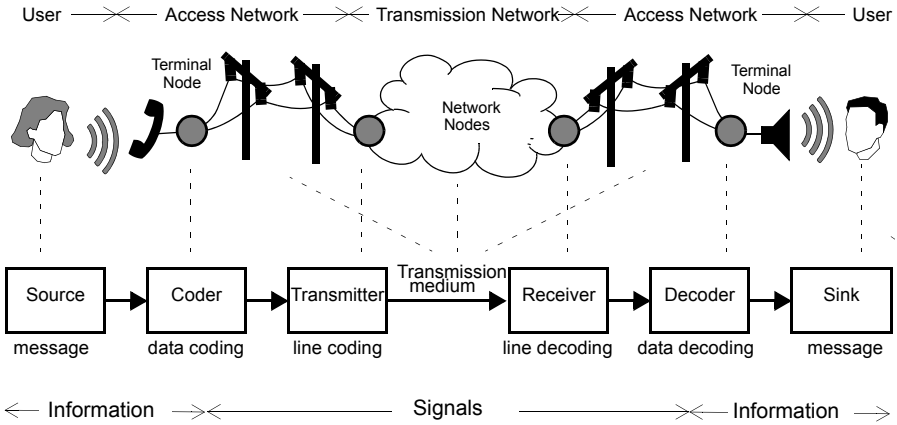 User Access Network Transmission Network Access Network User
Terminal Node
Network Nodes
Terminal Node
Source Coder Transmitter Transmission medium Receiver Decoder Sink
message data coding line coding line decoding data decoding message
Information Signals Information